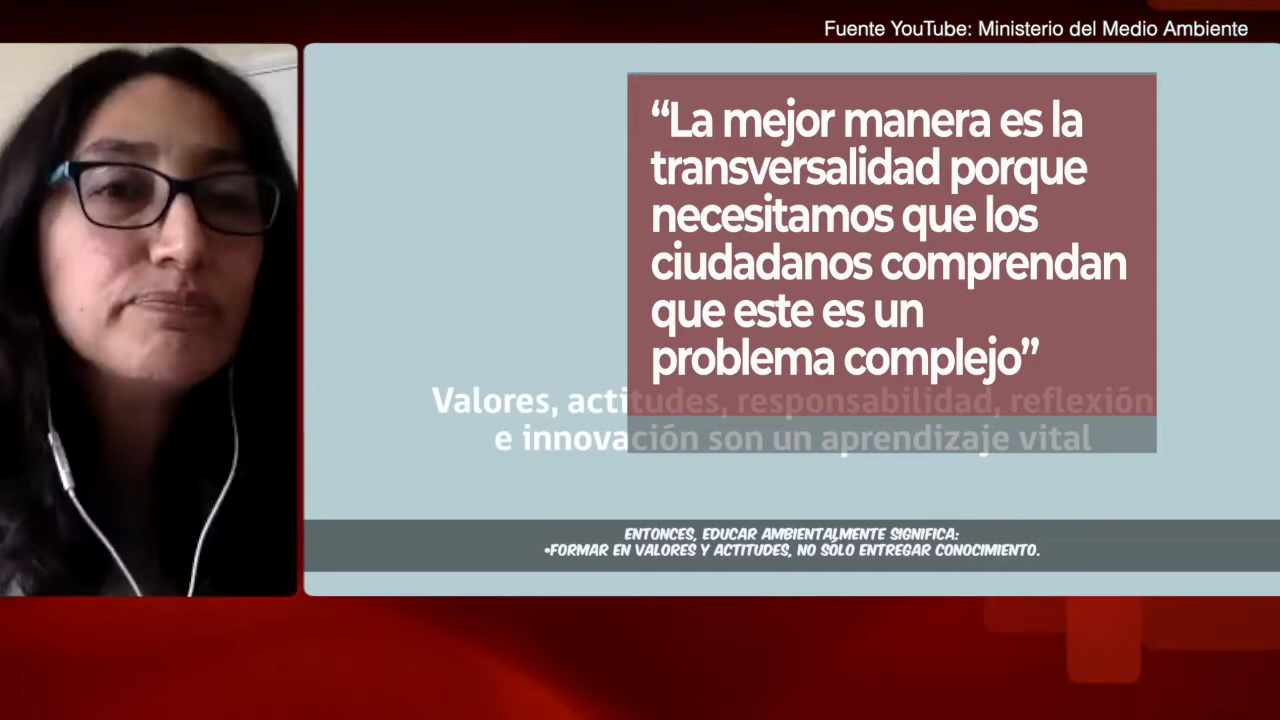 Fuente YouTube: Ministerio del Medio Ambiente
“La mejor manera es la
transversalidad porque
necesitamos que los
ciudadanos comprendan
que este es un
problema complejo”
Valores, actitudes, responsabilidad, reflexión
e innovación son un aprendizaje vital
ENTONCES, EDUCAR AMBIENTALMENTE SIGNIFICA:
•FORMAR EN VALORES Y ACTITUDES, NO SÓLO ENTREGAR CONOCIMIENTO.